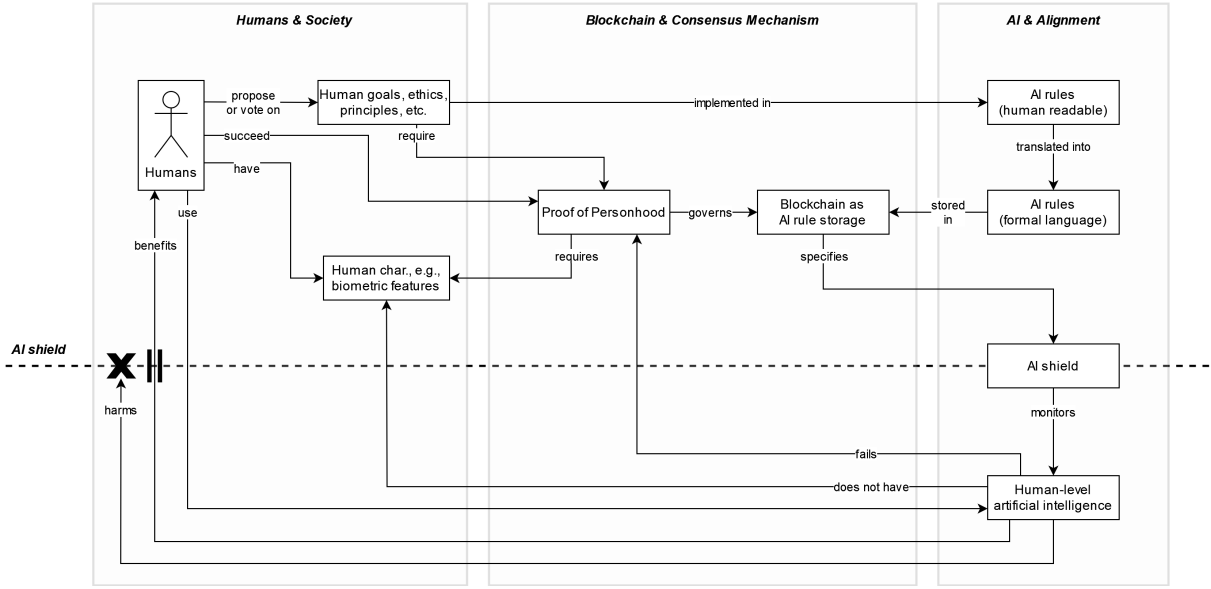 Humans & Society
Blockchain & Consensus Mechanism
AI & Alignment
propose
or vote on
Human goals, ethics,
principles, etc.
implemented in
AI rules
(human readable)
succeed
require
translated into
Humans
have
use
Proof of Personhood
governs
Blockchain as
AI rule storage
stored
in
AI rules
(formal language)
benefits
requires
specifies
Human char., e.g.,
biometric features
AI shield
AI shield
harms
monitors
fails
does not have
Human-level
artificial intelligence